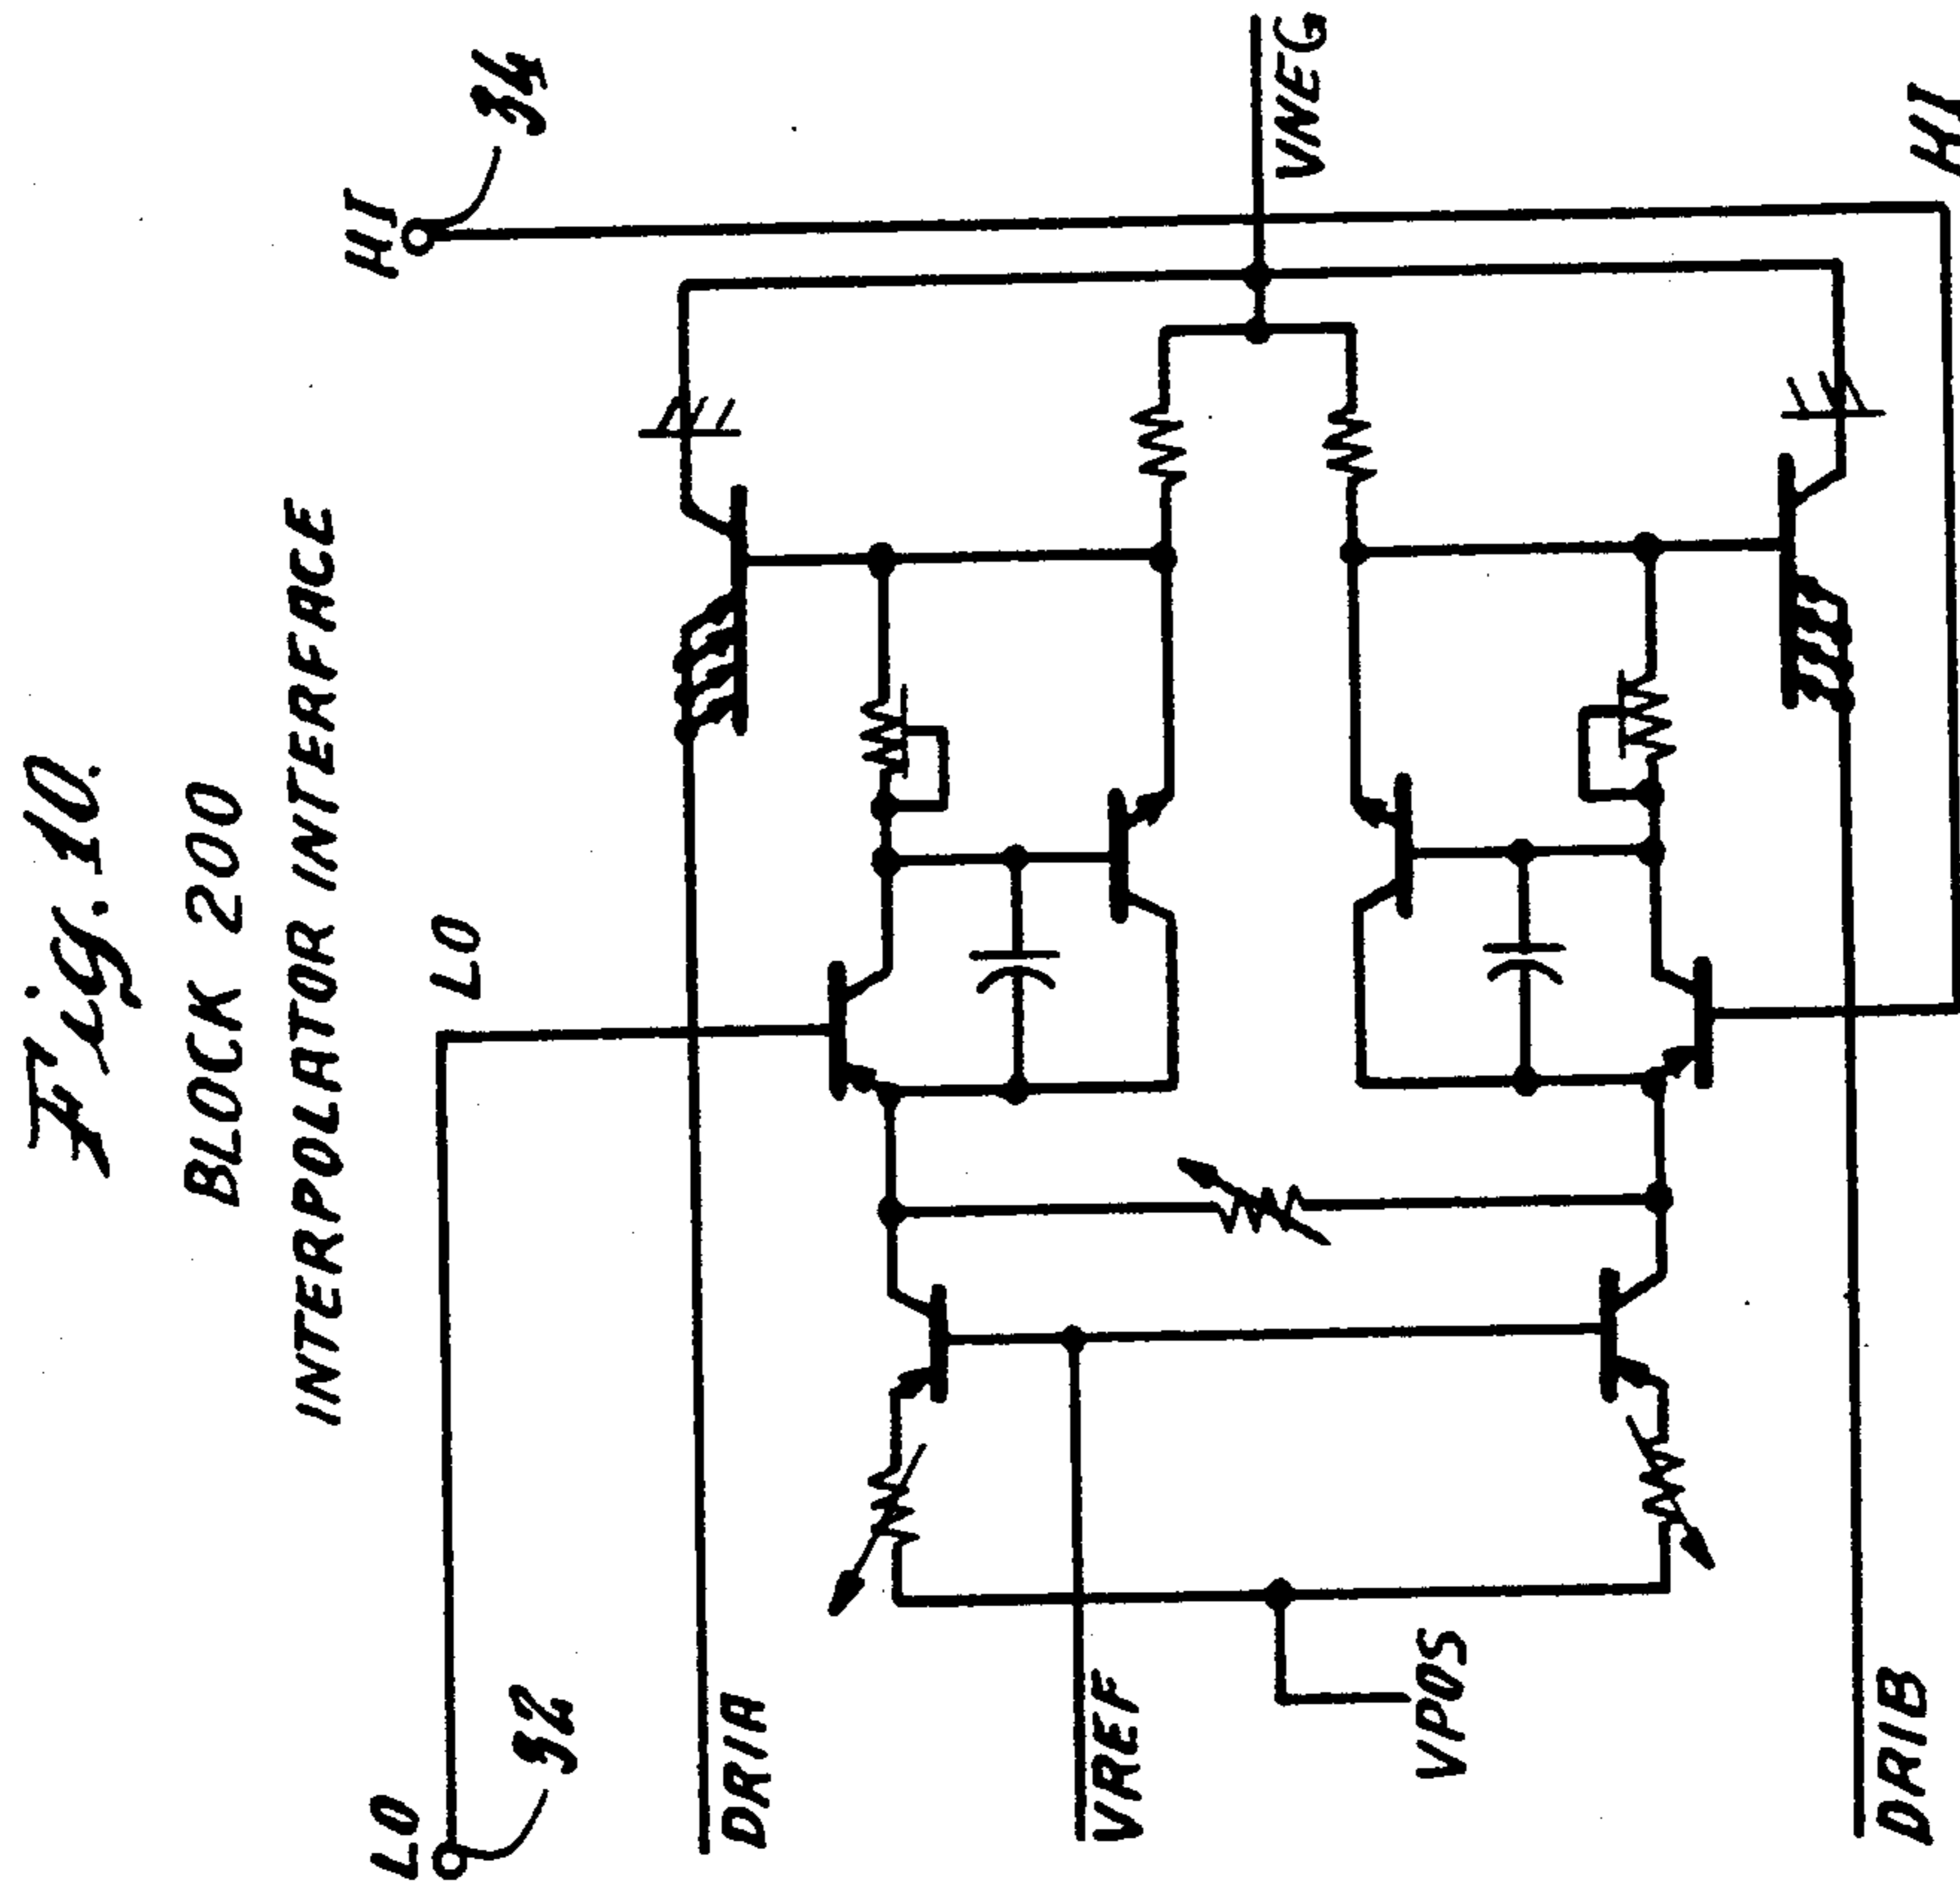 Fig. 10.
BLOCK 200
INTERPOLATOR INTERFACE
LO
HI
34
LO
32
DRIA
VREF
VPOS
VNEG
DRIB
HI